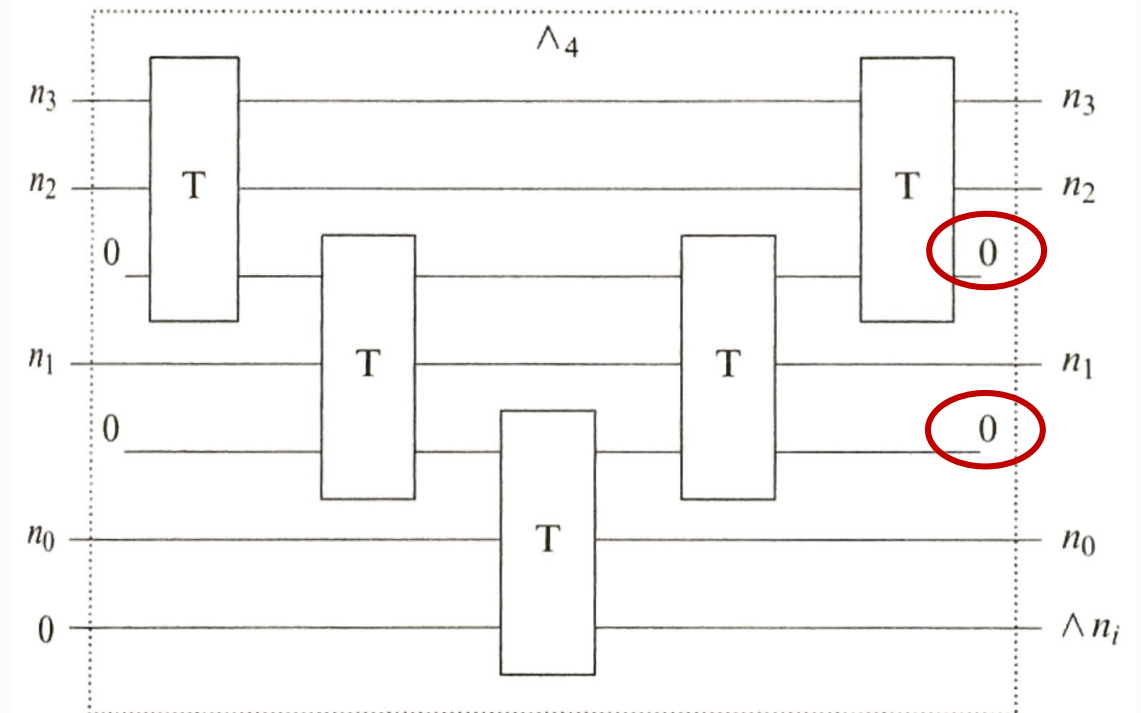 ∧₄
n₃ T T n₃
n₂ n₂
0 0
n₁ T T n₁
0 0
n₀ T n₀
0 ∧ nᵢ